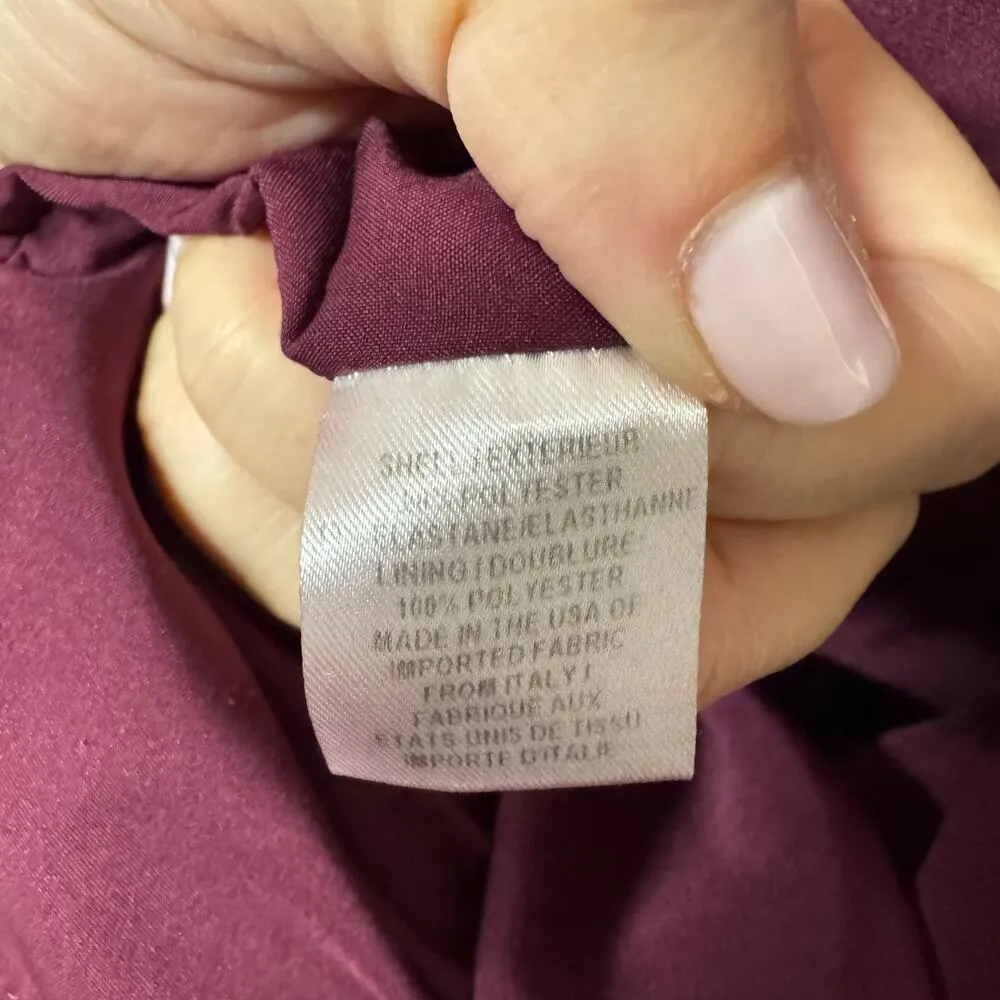 SHELL / EXTERIEUR
POLYESTER
ELASTANE/ELASTHANNE
LINING / DOUBLURE
100% POLYESTER
MADE IN THE USA OF
IMPORTED FABRIC
FROM ITALY /
FABRIQUE AUX
ETATS UNIS DE TISSU
IMPORTE D'ITALIE